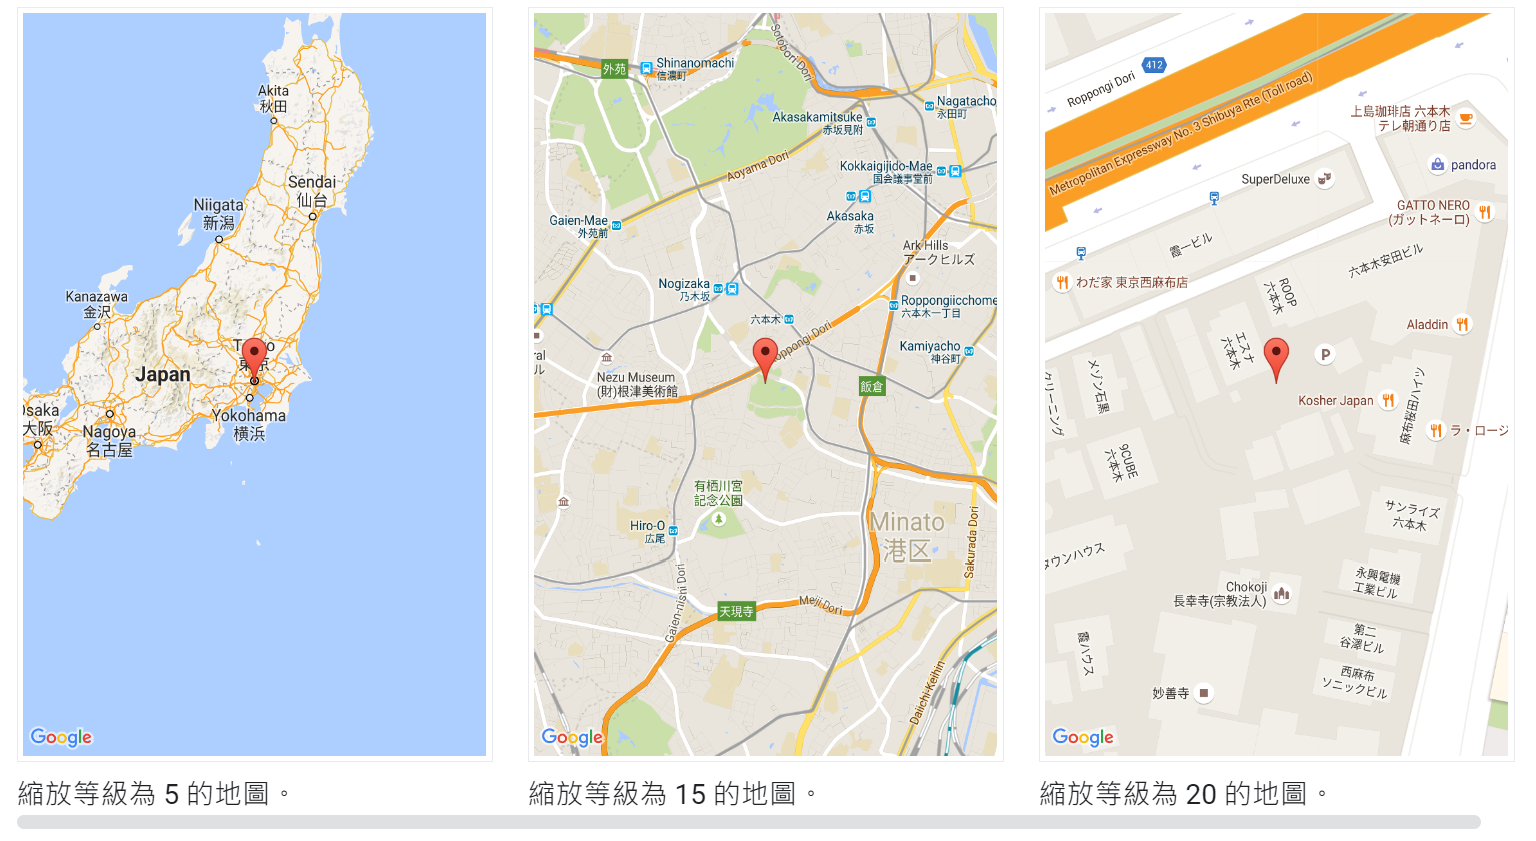 Akita
秋田
Sendai
仙台
Niigata
新潟
Kanazawa
金沢
Japan
東京
Yokohama
横浜
Osaka
大阪
Nagoya
名古屋
Google
縮放等級為 5 的地圖。
外苑
Shinanomachi
信濃町
Sotobori Dori
Nagatacho
永田町
Akasakamitsuke
赤坂見附
Aoyama Dori
Kokkaigijido-Mae
国会議事堂前
Gaien-Mae
外苑前
Akasaka
赤坂
Ark Hills
アークヒルズ
Nogizaka
乃木坂
Roppongiicchome
六本木一丁目
六本木
Roppongi Dori
Kamiyacho
神谷町
ral
ル
Nezu Museum
(財)根津美術館
飯倉
有栖川宮
記念公園
Hiro-O
広尾
Minato
港区
Sakurada Dori
Gaien-nishi Dori
天現寺
Meiji Dori
Daiichi-Keihin
Google
縮放等級為 15 的地圖。
412
Roppongi Dori
Metropolitan Expressway No. 3 Shibuya Rte (Toll road)
上島珈琲店 六本木
テレ朝通り店
pandora
SuperDeluxe
GATTO NERO
(ガットネーロ)
霞一ビル
六本木安田ビル
わだ家 東京西麻布店
ROOP
六本木
Aladdin
エスナ
六本木
P
メゾン石黒
クリーニング
Kosher Japan
麻布桜田ハイツ
ラ・ロージ
9CUBE
六本木
サンライズ
六本木
タウンハウス
永興電機
工業ビル
Chokoji
長幸寺(宗教法人)
第二
谷澤ビル
霞ハウス
西麻布
ソニックビル
妙善寺
Google
縮放等級為 20 的地圖。